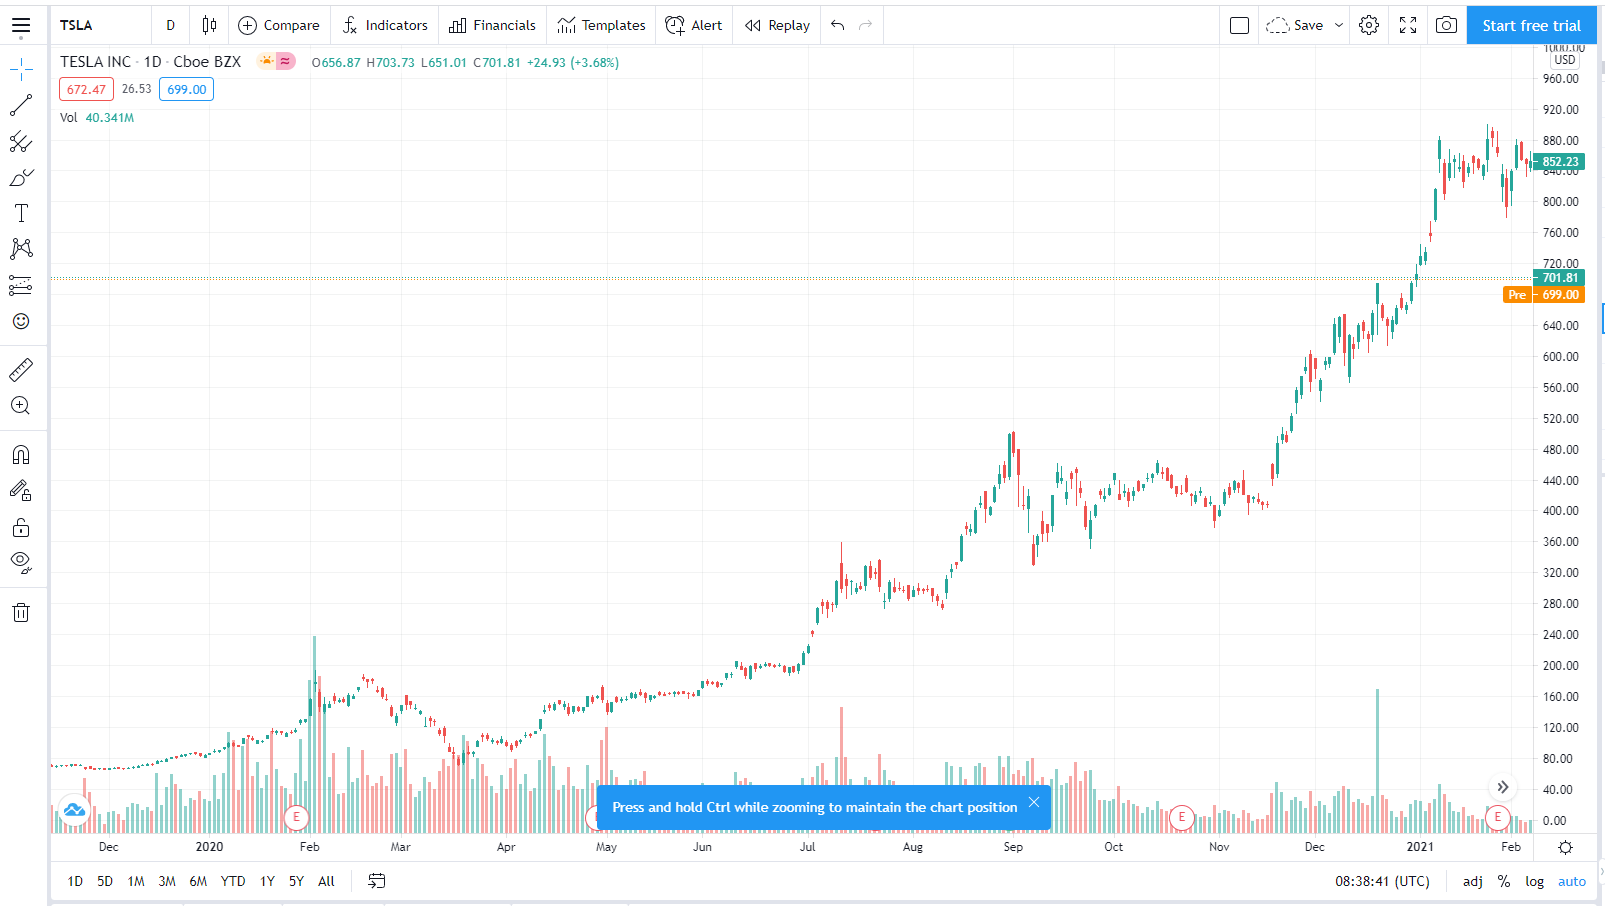 TSLA D Compare Indicators Financials Templates Alert Replay Save Start free trial
TESLA INC · 1D · Cboe BZX O656.87 H703.73 L651.01 C701.81 +24.93 (+3.68%)
672.47 26.53 699.00
Vol 40.341M
1000.00
USD
960.00
920.00
880.00
852.23
840.00
800.00
760.00
720.00
701.81
Pre 699.00
640.00
600.00
560.00
520.00
480.00
440.00
400.00
360.00
320.00
280.00
240.00
200.00
160.00
120.00
80.00
40.00
0.00
Press and hold Ctrl while zooming to maintain the chart position
E E E
Dec 2020 Feb Mar Apr May Jun Jul Aug Sep Oct Nov Dec 2021 Feb
1D 5D 1M 3M 6M YTD 1Y 5Y All 08:38:41 (UTC) adj % log auto